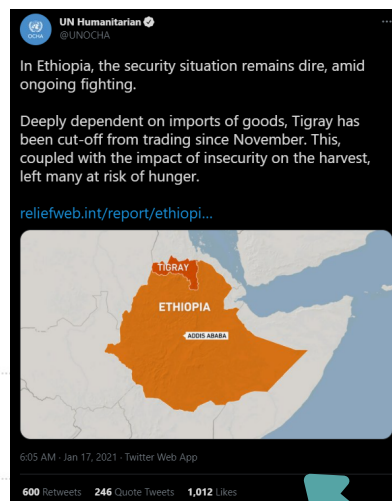 UN Humanitarian
@UNOCHA
OCHA
In Ethiopia, the security situation remains dire, amid
ongoing fighting.
Deeply dependent on imports of goods, Tigray has
been cut-off from trading since November. This,
coupled with the impact of insecurity on the harvest,
left many at risk of hunger.
reliefweb.int/report/ethiopi...
TIGRAY
ETHIOPIA
ADDIS ABABA
6:05 AM · Jan 17, 2021 · Twitter Web App
600 Retweets 246 Quote Tweets 1,012 Likes